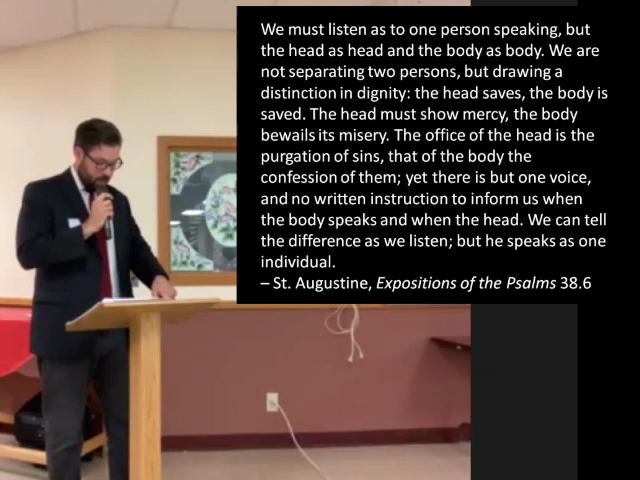 We must listen as to one person speaking, but
the head as head and the body as body. We are
not separating two persons, but drawing a
distinction in dignity: the head saves, the body is
saved. The head must show mercy, the body
bewails its misery. The office of the head is the
purgation of sins, that of the body the
confession of them; yet there is but one voice,
and no written instruction to inform us when
the body speaks and when the head. We can tell
the difference as we listen; but he speaks as one
individual.
– St. Augustine, Expositions of the Psalms 38.6